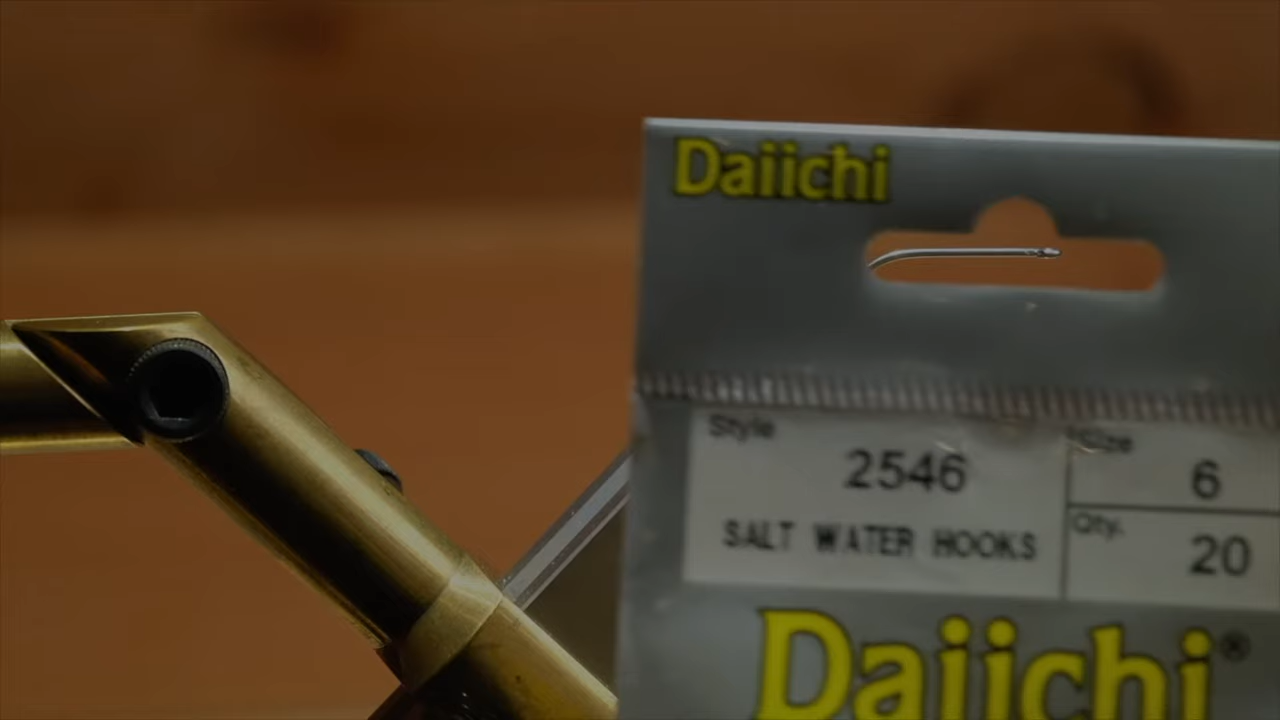 Daiichi
Style
2546
SALT WATER HOOKS
Size
6
Qty.
20
Daiichi®